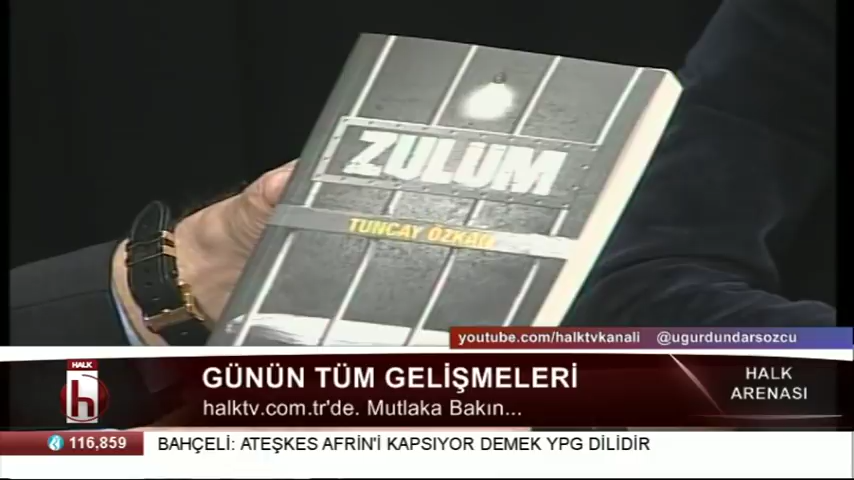 ZULUM
TUNCAY ÖZKAN
youtube.com/halktvkanali @ugurdundarsozcu
HALK
h
GÜNÜN TÜM GELİŞMELERİ
halktv.com.tr'de. Mutlaka Bakın...
HALK
ARENASI
116,859
BAHÇELİ: ATEŞKES AFRİN'İ KAPSIYOR DEMEK YPG DİLİDİR